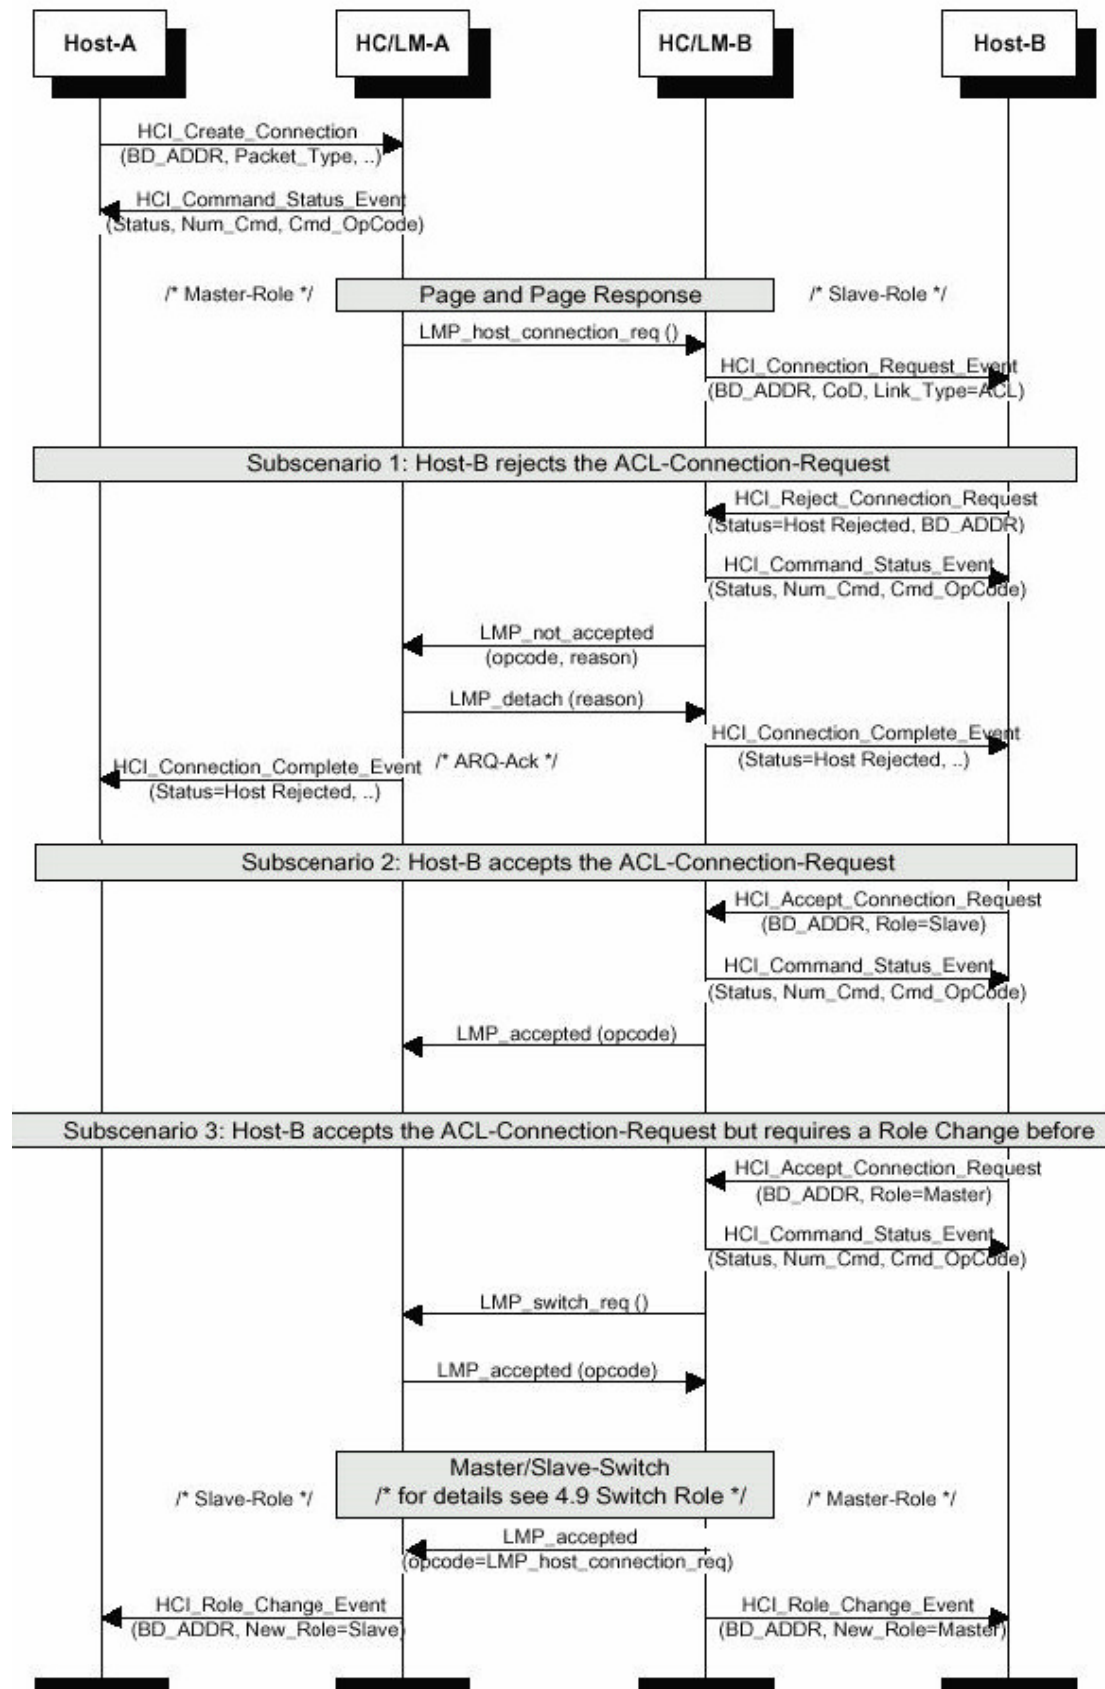 Host-A HC/LM-A HC/LM-B Host-B
HCI_Create_Connection
(BD_ADDR, Packet_Type, ..)
HCI_Command_Status_Event
(Status, Num_Cmd, Cmd_OpCode)
/* Master-Role */ Page and Page Response /* Slave-Role */
LMP_host_connection_req ()
HCI_Connection_Request_Event
(BD_ADDR, CoD, Link_Type=ACL)
Subscenario 1: Host-B rejects the ACL-Connection-Request
HCI_Reject_Connection_Request
(Status=Host Rejected, BD_ADDR)
HCI_Command_Status_Event
(Status, Num_Cmd, Cmd_OpCode)
LMP_not_accepted
(opcode, reason)
LMP_detach (reason)
HCI_Connection_Complete_Event
(Status=Host Rejected, ..)
HCI_Connection_Complete_Event /* ARQ-Ack */
(Status=Host Rejected, ..)
Subscenario 2: Host-B accepts the ACL-Connection-Request
HCI_Accept_Connection_Request
(BD_ADDR, Role=Slave)
HCI_Command_Status_Event
(Status, Num_Cmd, Cmd_OpCode)
LMP_accepted (opcode)
Subscenario 3: Host-B accepts the ACL-Connection-Request but requires a Role Change before
HCI_Accept_Connection_Request
(BD_ADDR, Role=Master)
HCI_Command_Status_Event
(Status, Num_Cmd, Cmd_OpCode)
LMP_switch_req ()
LMP_accepted (opcode)
Master/Slave-Switch
/* Slave-Role */ /* for details see 4.9 Switch Role */ /* Master-Role */
LMP_accepted
(opcode=LMP_host_connection_req)
HCI_Role_Change_Event HCI_Role_Change_Event
(BD_ADDR, New_Role=Slave) (BD_ADDR, New_Role=Master)